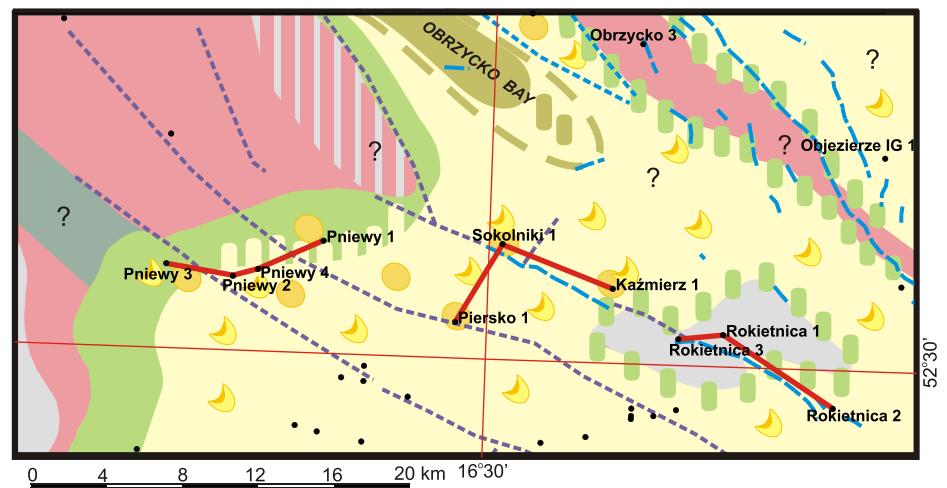 OBRZYCKO BAY
Obrzycko 3
?
?
?
Objezierze IG 1
?
?
Pniewy 1
Sokolniki 1
Pniewy 3
Pniewy 4
Pniewy 2
Kaźmierz 1
Piersko 1
Rokietnica 1
Rokietnica 3
Rokietnica 2
52°30'
0 4 8 12 16 20 km
16°30'